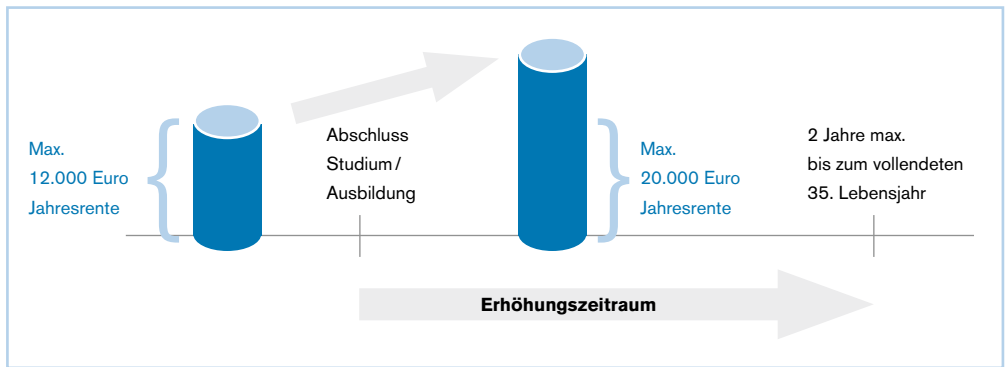 Max.
12.000 Euro
Jahresrente
Abschluss
Studium/
Ausbildung
Max.
20.000 Euro
Jahresrente
2 Jahre max.
bis zum vollendeten
35. Lebensjahr
Erhöhungszeitraum